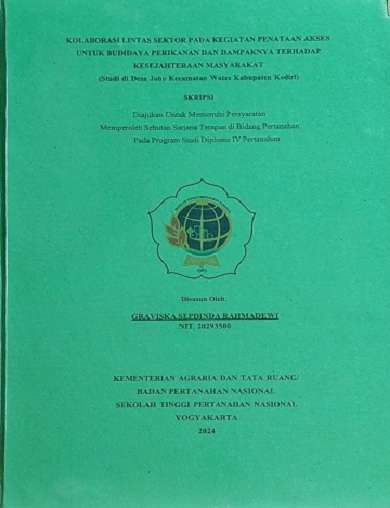 KOLABORASI LINTAS SEKTOR PADA KEGIATAN PENATAAN AKSES
UNTUK BUDIDAYA PERIKANAN DAN DAMPAKNYA TERHADAP
KESEJAHTERAAN MASYARAKAT
(Studi di Desa Joho Kecamatan Wates Kabupaten Kediri)
SKRIPSI
Diajukan Untuk Memenuhi Persyaratan
Memperoleh Sebutan Sarjana Terapan di Bidang Pertanahan
Pada Program Studi Diploma IV Pertanahan
Disusun Oleh:
GRAVISKA SEPDINDA RAHMADEWI
NIT. 20293500
KEMENTERIAN AGRARIA DAN TATA RUANG/
BADAN PERTANAHAN NASIONAL
SEKOLAH TINGGI PERTANAHAN NASIONAL
YOGYAKARTA
2024